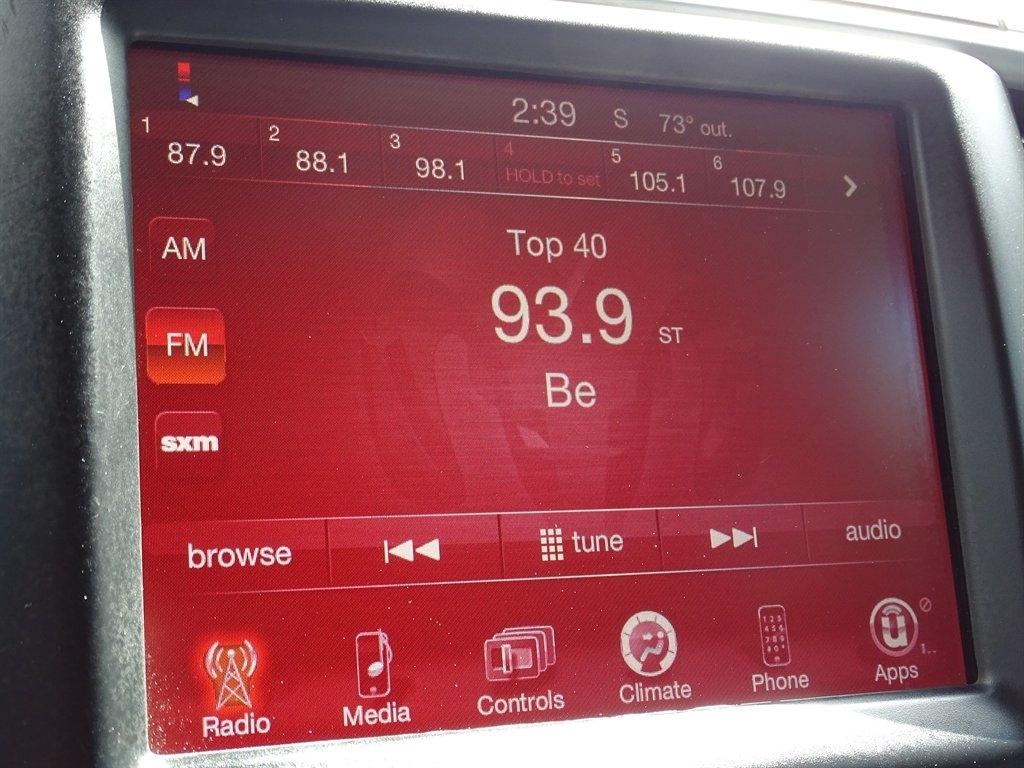 2:39 S 73° out.
1 2 3 4 5 6
87.9 88.1 98.1 HOLD to set 105.1 107.9
AM
Top 40
FM
93.9 ST
Be
sxm
browse tune audio
Radio Media Controls Climate Phone Apps